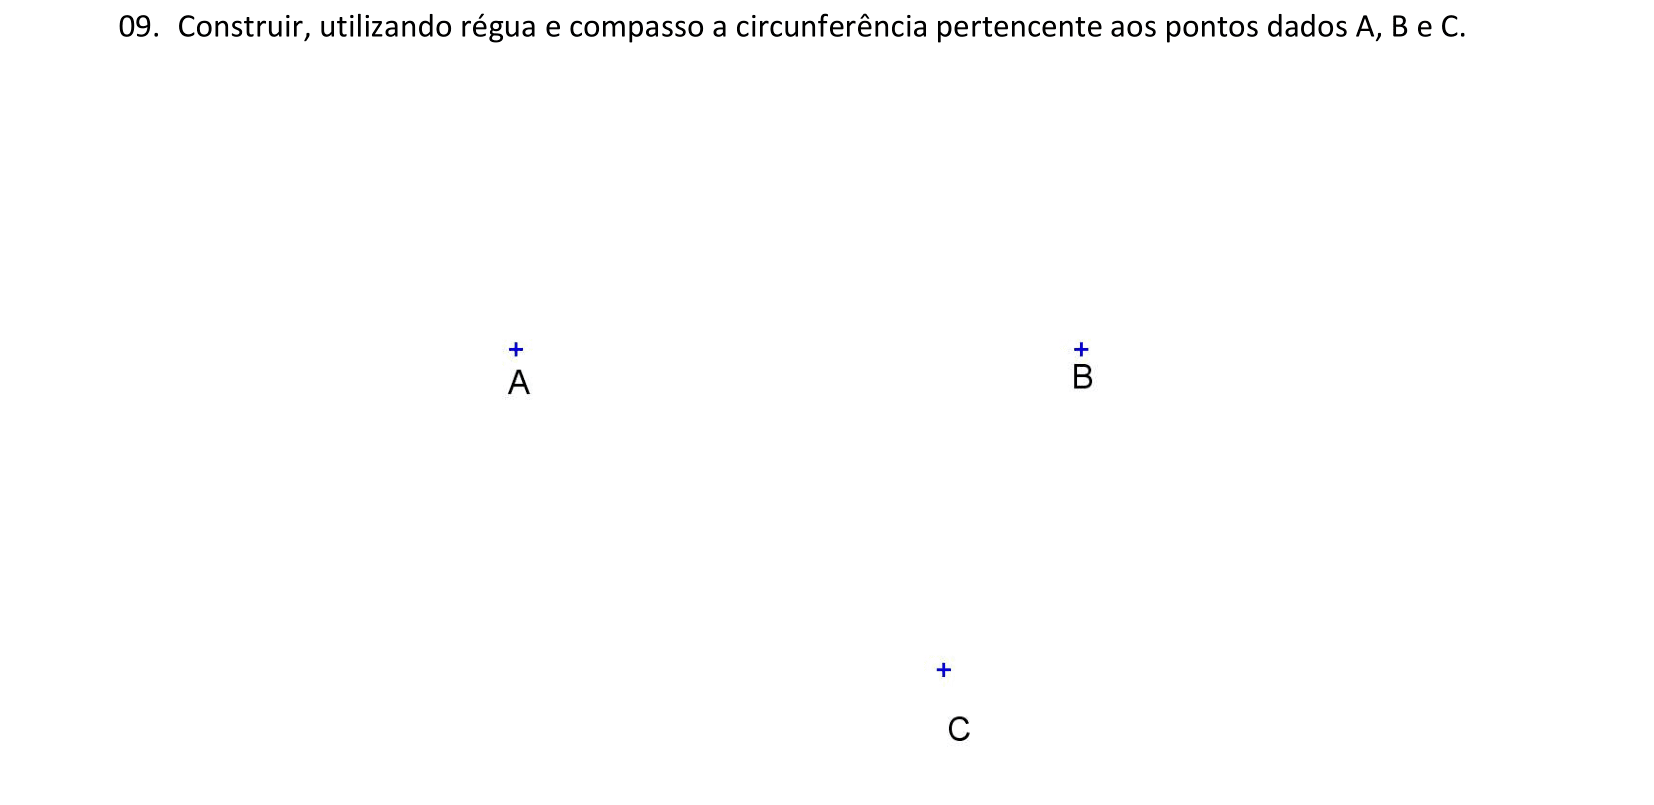 09. Construir, utilizando régua e compasso a circunferência pertencente aos pontos dados A, B e C.
A
B
C